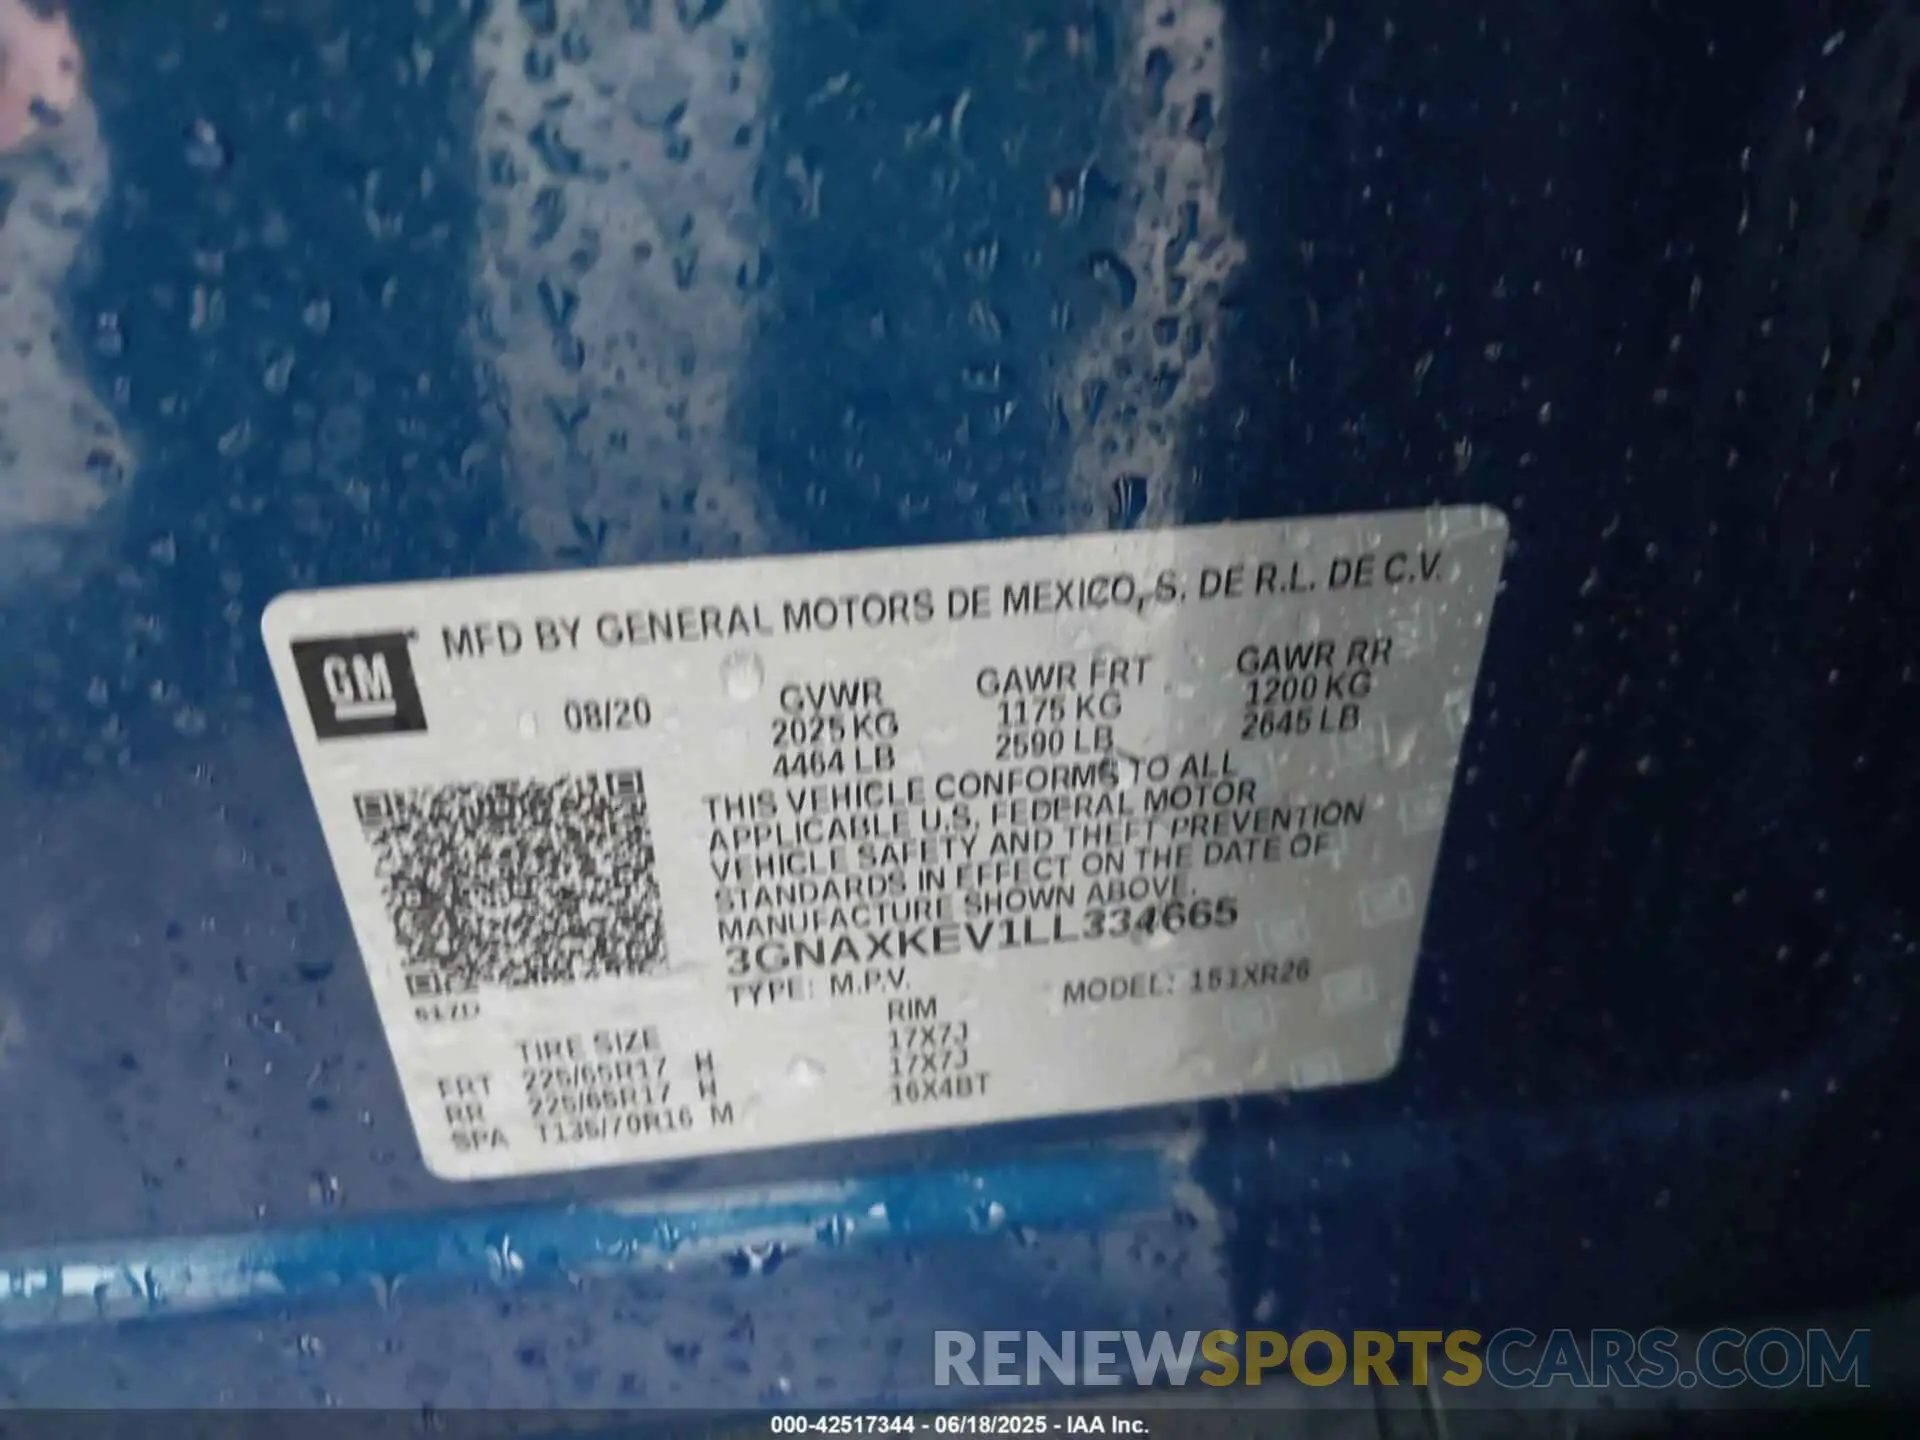 MFD BY GENERAL MOTORS DE MEXICO, S. DE R.L. DE C.V.
GM
08/20
GVWR
2025 KG
4464 LB
GAWR FRT
1175 KG
2590 LB
GAWR RR
1200 KG
2645 LB
THIS VEHICLE CONFORMS TO ALL
APPLICABLE U.S. FEDERAL MOTOR
VEHICLE SAFETY AND THEFT PREVENTION
STANDARDS IN EFFECT ON THE DATE OF
MANUFACTURE SHOWN ABOVE.
3GNAXKEV1LL334665
TYPE: M.P.V. MODEL: 151XR26
617D
TIRE SIZE RIM
FRT 225/65R17 H 17X7J
RR 225/65R17 H 17X7J
SPA T135/70R16 M 16X4BT
RENEWSPORTSCARS.COM
000-42517344 - 06/18/2025 - IAA Inc.